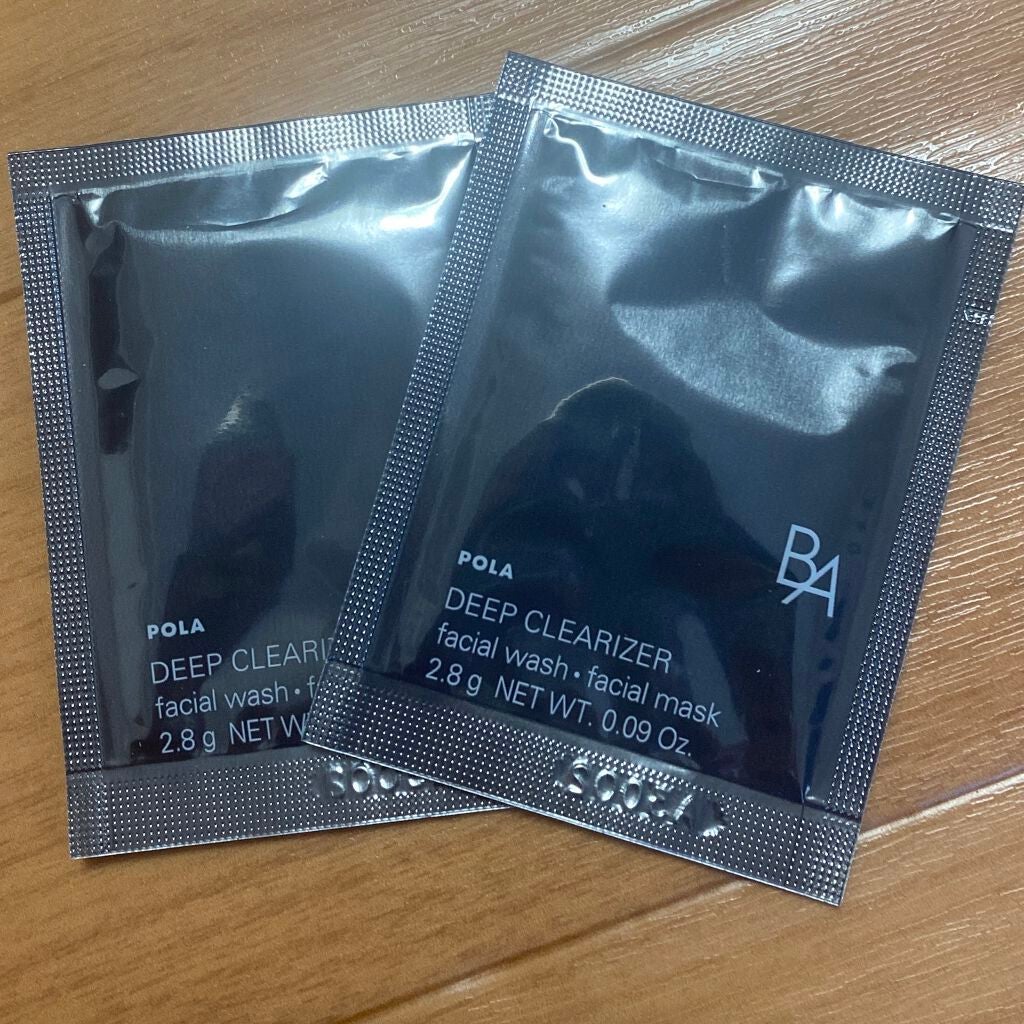 POLA
DEEP CLEARI
facial wash •
2.8 g NET W
BA
POLA
DEEP CLEARIZER
facial wash • facial mask
2.8 g NET WT. 0.09 Oz.